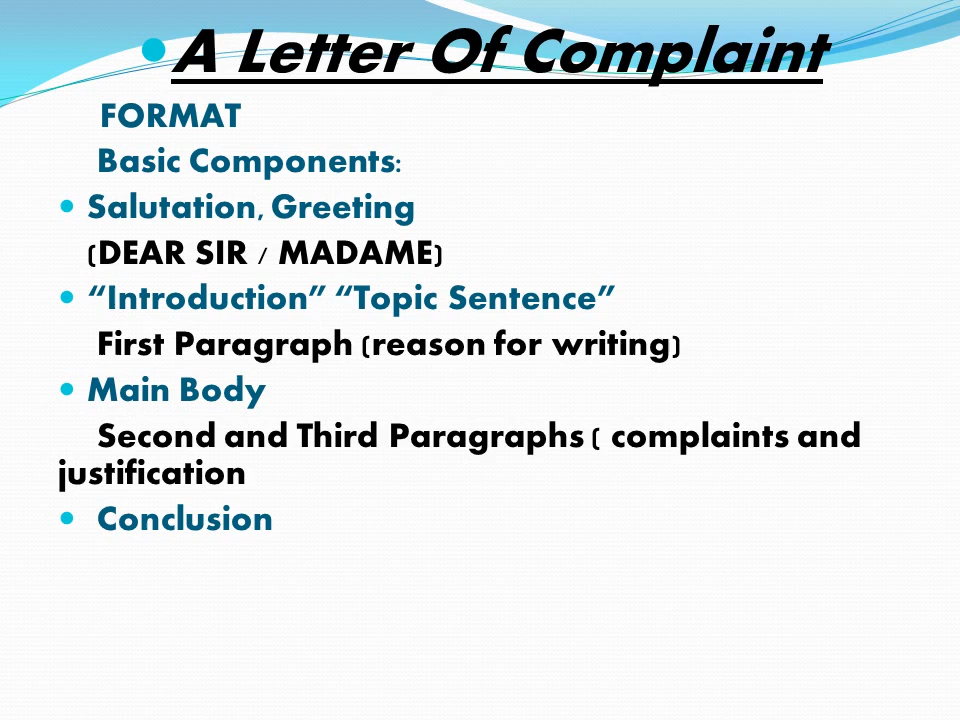 • A Letter Of Complaint
FORMAT
Basic Components:
• Salutation, Greeting
(DEAR SIR / MADAME)
• “Introduction” “Topic Sentence”
First Paragraph (reason for writing)
• Main Body
Second and Third Paragraphs ( complaints and
justification
• Conclusion